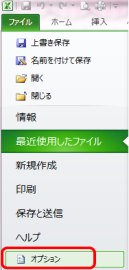 ファイル ホーム 挿入
上書き保存
名前を付けて保存
開く
閉じる
情報
最近使用したファイル
新規作成
印刷
保存と送信
ヘルプ
オプション